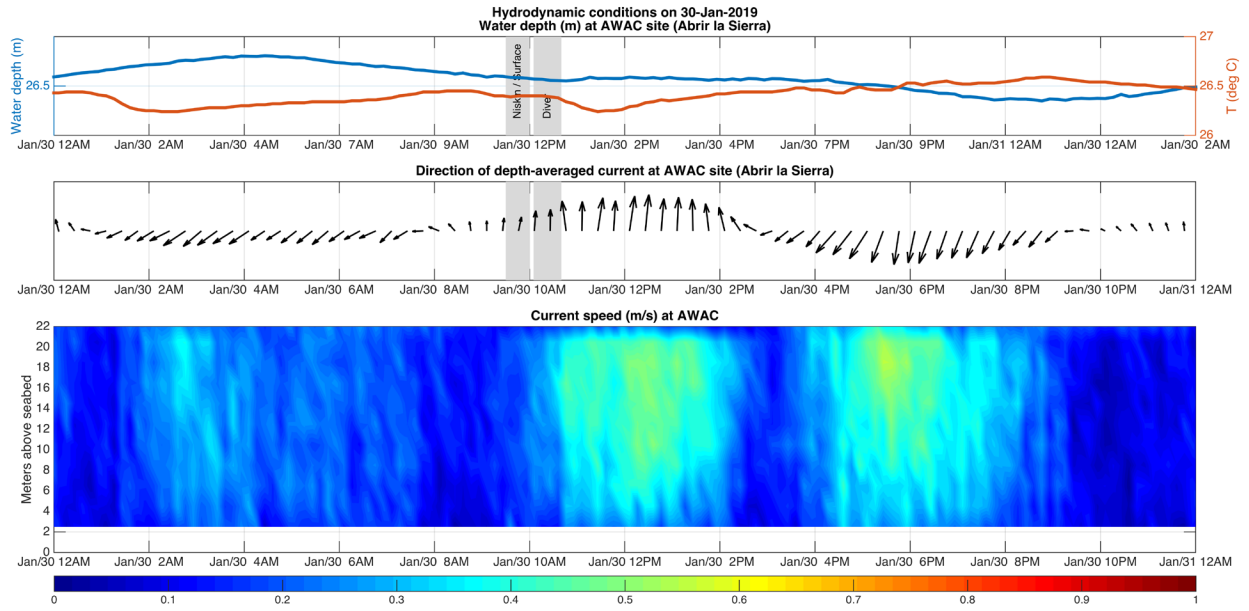 Hydrodynamic conditions on 30-Jan-2019
Water depth (m) at AWAC site (Abrir la Sierra)
Water depth (m)
26.5
27
26.5
26
T (deg C)
Niskin / Surface
Dive
Jan/30 12AM Jan/30 2AM Jan/30 4AM Jan/30 7AM Jan/30 9AM Jan/30 12PM Jan/30 2PM Jan/30 4PM Jan/30 7PM Jan/30 9PM Jan/31 12AM Jan/30 12AM Jan/30 2AM
Direction of depth-averaged current at AWAC site (Abrir la Sierra)
Jan/30 12AM Jan/30 2AM Jan/30 4AM Jan/30 6AM Jan/30 8AM Jan/30 10AM Jan/30 12PM Jan/30 2PM Jan/30 4PM Jan/30 6PM Jan/30 10PM Jan/31 12AM
Current speed (m/s) at AWAC
Meters above seabed
22
20
18
16
14
12
10
8
6
4
2
0
Jan/30 12AM Jan/30 2AM Jan/30 4AM Jan/30 7AM Jan/30 8AM Jan/30 10AM Jan/30 12PM Jan/30 2PM Jan/30 4PM Jan/30 6PM Jan/30 10PM Jan/31 12AM
0 0.1 0.2 0.3 0.4 0.5 0.6 0.7 0.8 0.9 1